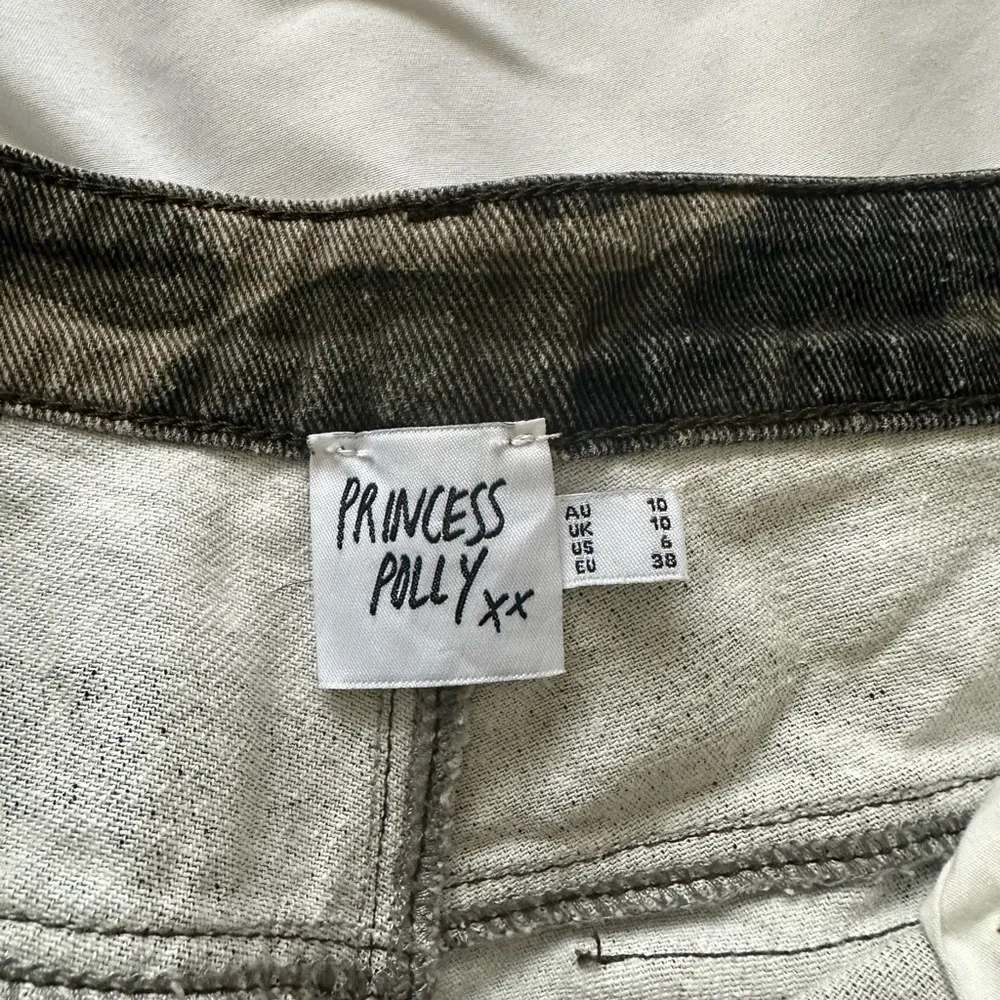 PRINCESS
POLLY xx
AU 10
UK 10
US 6
EU 38